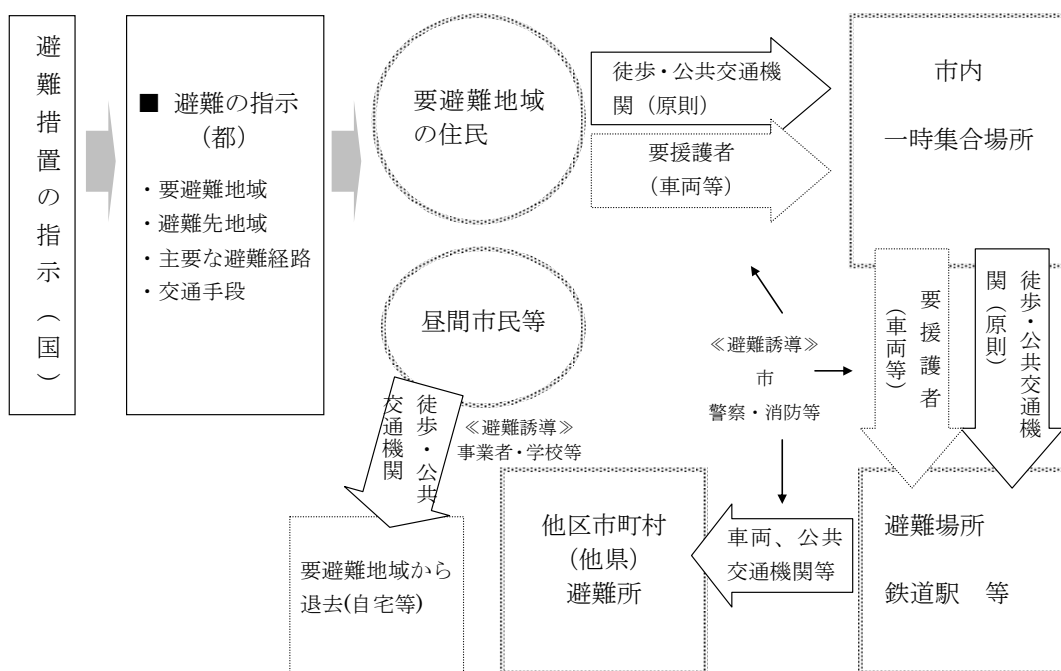 避難措置の指示（国）
■ 避難の指示
（都）
・要避難地域
・避難先地域
・主要な避難経路
・交通手段
要避難地域
の住民
徒歩・公共交通機
関（原則）
要援護者
（車両等）
市内
一時集合場所
昼間市民等
≪避難誘導≫
市
警察・消防等
要援護者
（車両等）
徒歩・公共交通機
関（原則）
徒歩・公共
交通機関
≪避難誘導≫
事業者・学校等
要避難地域から
退去(自宅等)
他区市町村
（他県）
避難所
車両、公共
交通機関等
避難場所
鉄道駅　等